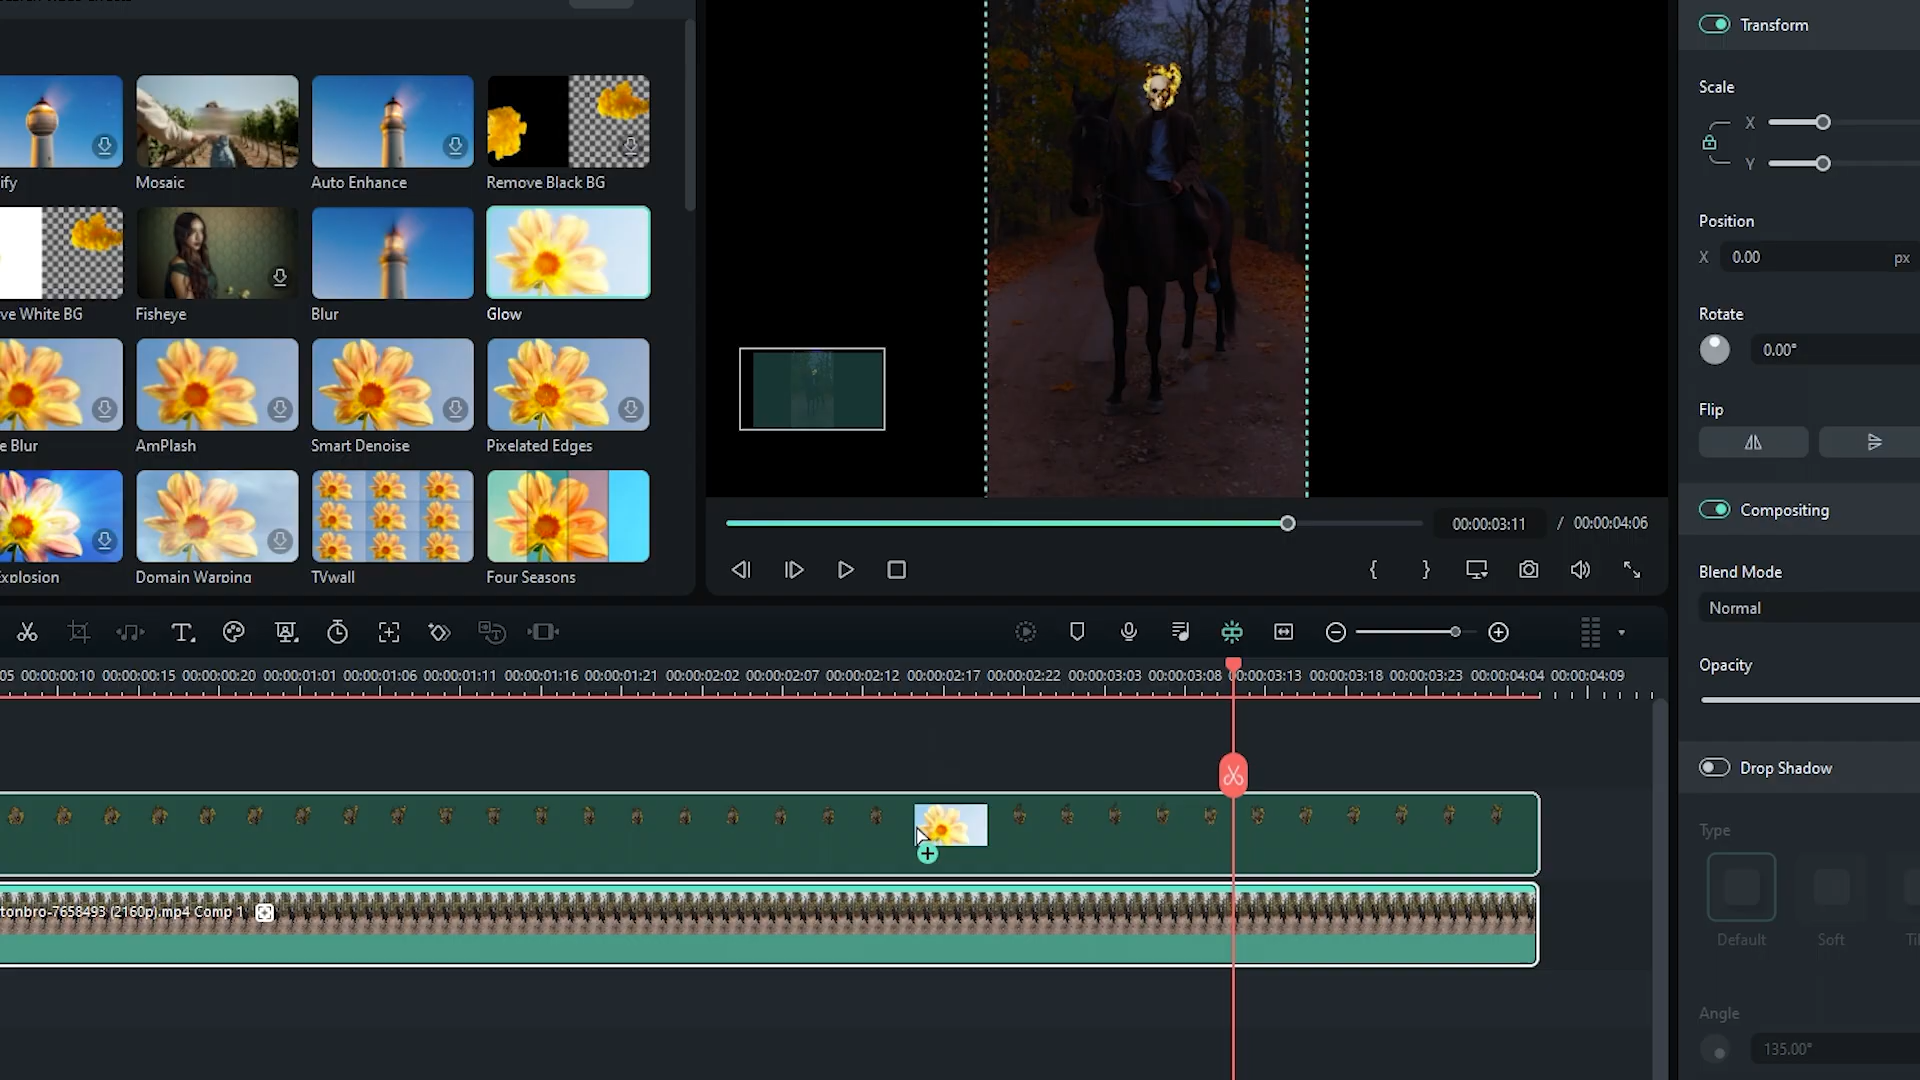 Transform
Scale
X
Y
Position
X 0.00 px
Rotate
0.00°
Flip
Compositing
Blend Mode
Normal
Opacity
Drop Shadow
Type
Default Soft
Angle
135.00°
ify Mosaic Auto Enhance Remove Black BG
ve White BG Fisheye Blur Glow
e Blur AmPlash Smart Denoise Pixelated Edges
Explosion Domain Warping TVwall Four Seasons
00:00:03:11 / 00:00:04:06
05 00:00:00:10 00:00:00:15 00:00:00:20 00:00:01:01 00:00:01:06 00:00:01:11 00:00:01:16 00:00:01:21 00:00:02:02 00:00:02:07 00:00:02:12 00:00:02:17 00:00:02:22 00:00:03:03 00:00:03:08 00:00:03:13 00:00:03:18 00:00:03:23 00:00:04:04 00:00:04:09
tonbro-7658493 (2160p).mp4 Comp 1